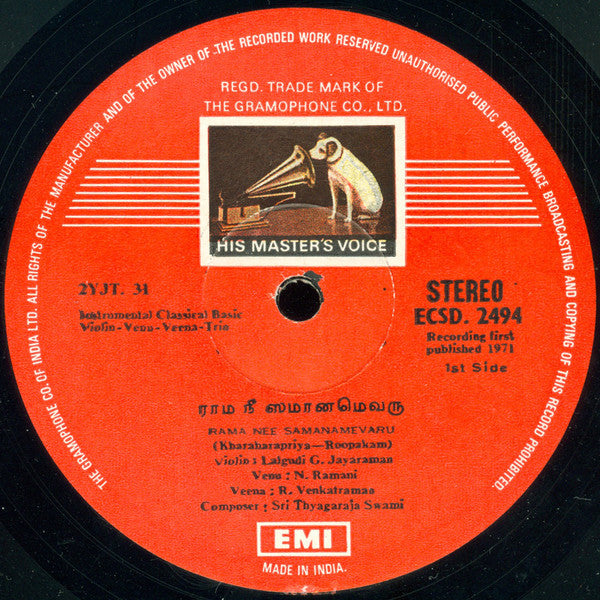 THE GRAMOPHONE CO. OF INDIA LTD. ALL RIGHTS OF THE MANUFACTURER AND OF THE OWNER OF THE RECORDED WORK RESERVED UNAUTHORISED PUBLIC PERFORMANCE BROADCASTING AND COPYING OF THIS RECORD PROHIBITED.
REGD. TRADE MARK OF
THE GRAMOPHONE CO., LTD.
HIS MASTER'S VOICE
2YJT. 31
Instrumental Classical Basic
Violin-Venu-Veena-Trio
STEREO
ECSD. 2494
Recording first
published 1971
1st Side
ராம நீ ஸமானமெவரு
RAMA NEE SAMANAMEVARU
(Kharaharapriya—Roopakam)
Violin : Lalgudi G. Jayaraman
Venu : N. Ramani
Veena : R. Venkatraman
Composer : Sri Thyagaraja Swami
EMI
MADE IN INDIA.